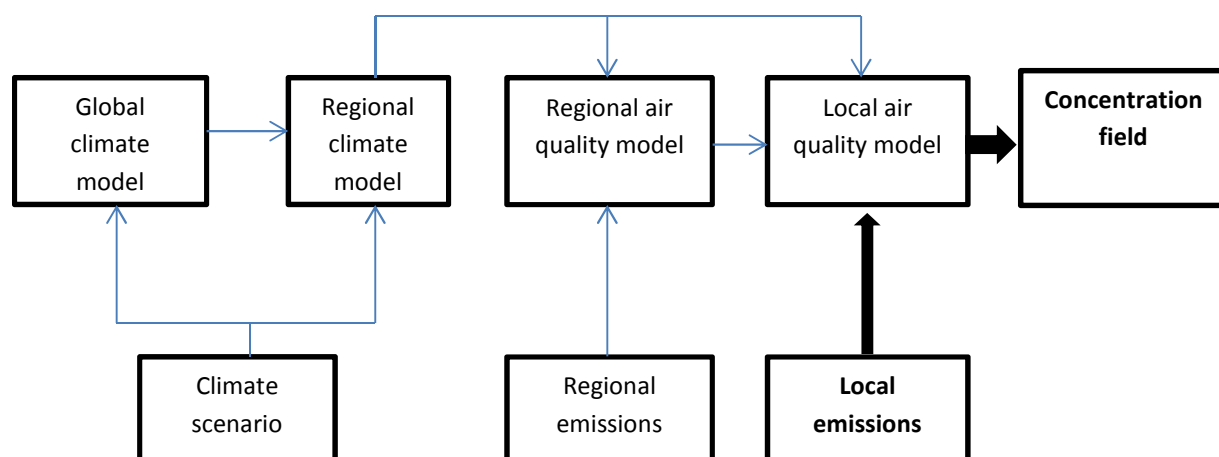 Global
climate
model
Regional
climate
model
Regional air
quality model
Local air
quality model
Concentration
field
Climate
scenario
Regional
emissions
Local
emissions